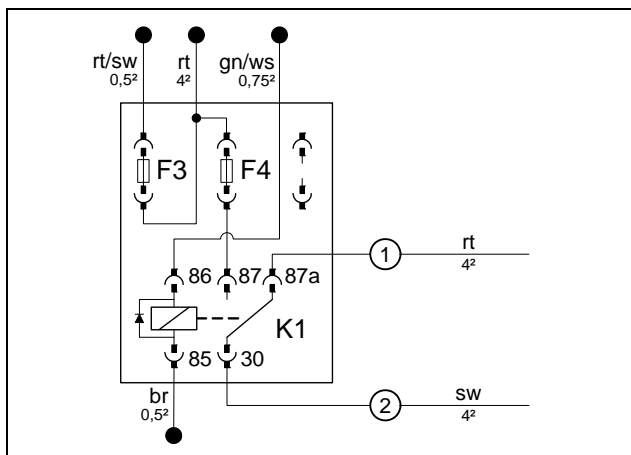 rt/sw rt gn/ws
0,5² 4² 0,75²
F3 F4
86 87 87a
1 rt
4²
K1
85 30
br
0,5²
2 sw
4²